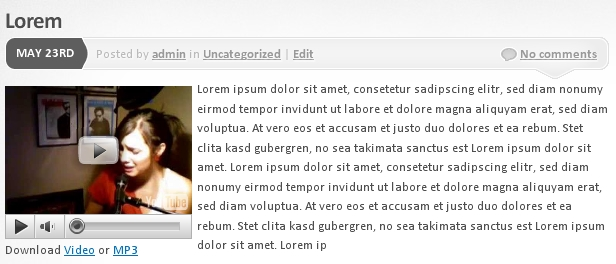 Lorem
MAY 23RD Posted by admin in Uncategorized | Edit No comments
Lorem ipsum dolor sit amet, consetetur sadipscing elitr, sed diam nonumy
eirmod tempor invidunt ut labore et dolore magna aliquyam erat, sed diam
voluptua. At vero eos et accusam et justo duo dolores et ea rebum. Stet
clita kasd gubergren, no sea takimata sanctus est Lorem ipsum dolor sit
amet. Lorem ipsum dolor sit amet, consetetur sadipscing elitr, sed diam
nonumy eirmod tempor invidunt ut labore et dolore magna aliquyam erat,
sed diam voluptua. At vero eos et accusam et justo duo dolores et ea
rebum. Stet clita kasd gubergren, no sea takimata sanctus est Lorem ipsum
dolor sit amet. Lorem ip
YouTube
Download Video or MP3